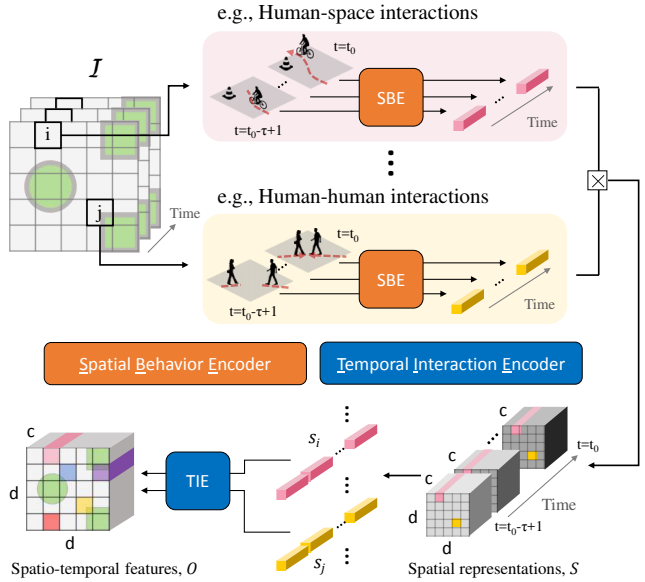 e.g., Human-space interactions
I
t=t0
i
SBE
Time
t=t0-τ+1
j
Time
e.g., Human-human interactions
t=t0
SBE
Time
t=t0-τ+1
Spatial Behavior Encoder
Temporal Interaction Encoder
c
d
d
TIE
si
sj
c
c
c
d
d
t=t0
Time
t=t0-τ+1
Spatio-temporal features, O
Spatial representations, S